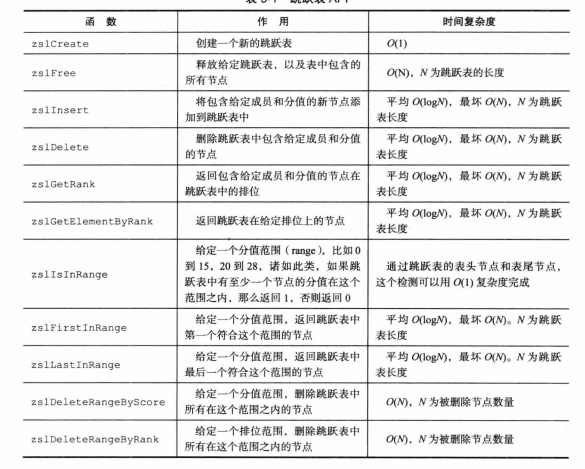 表 5-1 跳跃表 API
函 数 作 用 时间复杂度
zslCreate 创建一个新的跳跃表 O(1)
zslFree 释放给定跳跃表，以及表中包含的
所有节点 O(N)，N 为跳跃表的长度
zslInsert 将包含给定成员和分值的新节点添
加到跳跃表中 平均 O(logN)，最坏 O(N)，N 为跳跃
表长度
zslDelete 删除跳跃表中包含给定成员和分值
的节点 平均 O(logN)，最坏 O(N)，N 为跳跃
表长度
zslGetRank 返回包含给定成员和分值的节点在
跳跃表中的排位 平均 O(logN)，最坏 O(N)，N 为跳跃
表长度
zslGetElementByRank 返回跳跃表在给定排位上的节点 平均 O(logN)，最坏 O(N)，N 为跳跃
表长度
zslIsInRange 给定一个分值范围（range），比如 0
到 15，20 到 28，诸如此类，如果跳
跃表中有至少一个节点的分值在这个
范围之内，那么返回 1，否则返回 0 通过跳跃表的表头节点和表尾节点，
这个检测可以用 O(1) 复杂度完成
zslFirstInRange 给定一个分值范围，返回跳跃表中
第一个符合这个范围的节点 平均 O(logN)，最坏 O(N)。N 为跳跃
表长度
zslLastInRange 给定一个分值范围，返回跳跃表中
最后一个符合这个范围的节点 平均 O(logN)，最坏 O(N)。N 为跳跃
表长度
zslDeleteRangeByScore 给定一个分值范围，删除跳跃表中
所有在这个范围之内的节点 O(N)，N 为被删除节点数量
zslDeleteRangeByRank 给定一个排位范围，删除跳跃表中
所有在这个范围之内的节点 O(N)，N 为被删除节点数量